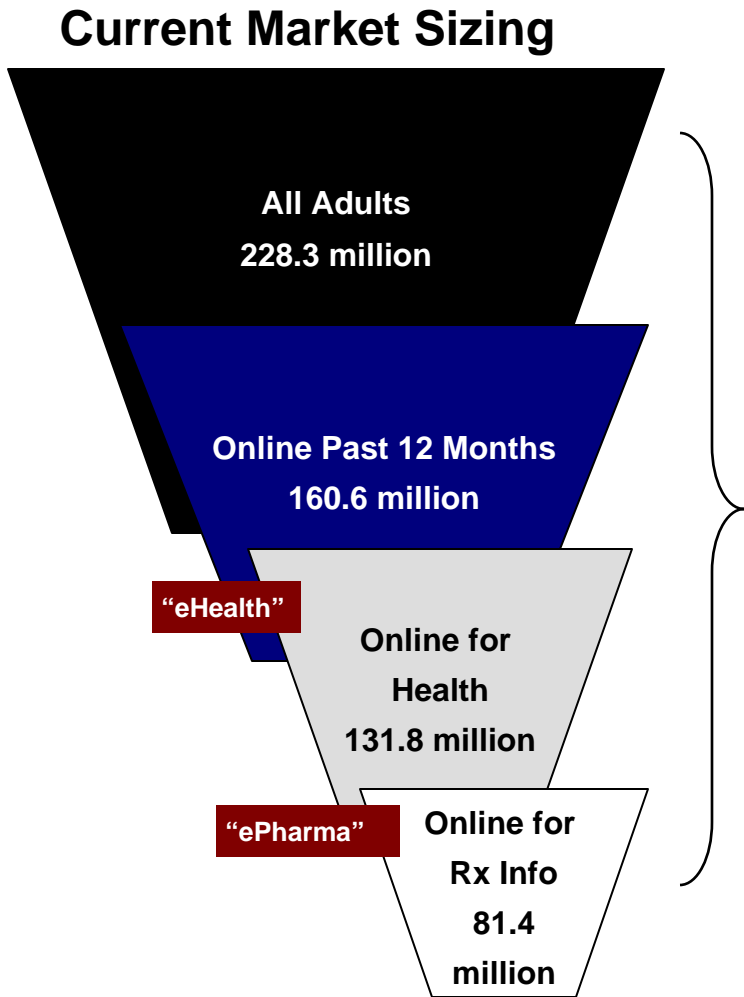 Current Market Sizing
All Adults
228.3 million
Online Past 12 Months
160.6 million
“eHealth”
Online for
Health
131.8 million
“ePharma”
Online for
Rx Info
81.4
million